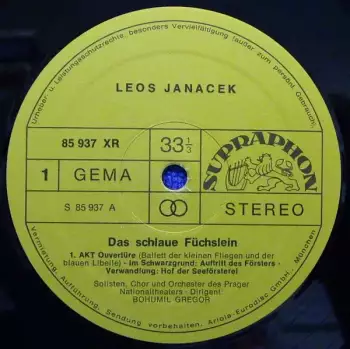 Urheber- u. Leistungsschutzrechte besonders Vervielfältigung (außer zum persönl. Gebrauch),
LEOS JANACEK
85 937 XR
33 1/3
SUPRAPHON
1
GEMA
S 85 937 A
STEREO
Das schlaue Füchslein
1. AKT Ouvertüre (Ballett der kleinen Fliegen und der
blauen Libelle) - im Schwarzgrund: Auftritt des Försters -
Verwandlung: Hof der Seeförsterei
Solisten, Chor und Orchester des Prager
Nationaltheaters - Dirigent:
BOHUMIL GREGOR
Vermietung, Aufführung, Sendung vorbehalten. Ariola-Eurodisc GmbH, München